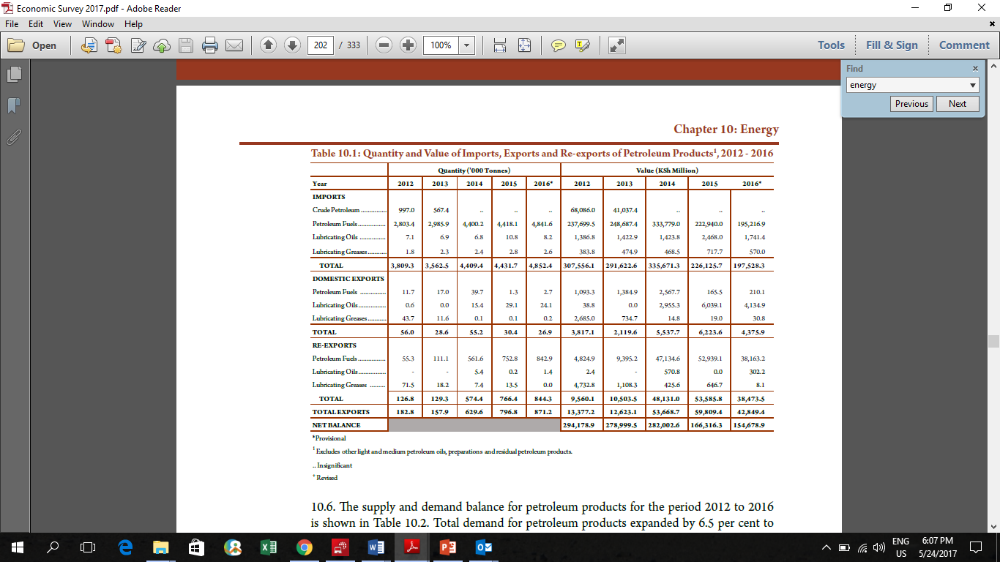 Economic Survey 2017.pdf - Adobe Reader
File Edit View Window Help
Open 202 / 333 100% Tools Fill & Sign Comment
Find
energy
Previous Next
Chapter 10: Energy
Table 10.1: Quantity and Value of Imports, Exports and Re-exports of Petroleum Products¹, 2012 - 2016
Quantity ('000 Tonnes) Value (KSh Million)
Year 2012 2013 2014 2015 2016* 2012 2013 2014 2015 2016*
IMPORTS
Crude Petroleum .............. 997.0 567.4 .. .. .. 68,086.0 41,037.4 .. .. ..
Petroleum Fuels............... 2,803.4 2,985.9 4,400.2 4,418.1 4,841.6 237,699.5 248,687.4 333,779.0 222,940.0 195,216.9
Lubricating Oils .............. 7.1 6.9 6.8 10.8 8.2 1,386.8 1,422.9 1,423.8 2,468.0 1,741.4
Lubricating Greases........... 1.8 2.3 2.4 2.8 2.6 383.8 474.9 468.5 717.7 570.0
TOTAL 3,809.3 3,562.5 4,409.4 4,431.7 4,852.4 307,556.1 291,622.6 335,671.3 226,125.7 197,528.3
DOMESTIC EXPORTS
Petroleum Fuels .............. 11.7 17.0 39.7 1.3 2.7 1,093.3 1,384.9 2,567.7 165.5 210.1
Lubricating Oils............... 0.6 0.0 15.4 29.1 24.1 38.8 0.0 2,955.3 6,039.1 4,134.9
Lubricating Greases........... 43.7 11.6 0.1 0.1 0.2 2,685.0 734.7 14.8 19.0 30.8
TOTAL 56.0 28.6 55.2 30.4 26.9 3,817.1 2,119.6 5,537.7 6,223.6 4,375.9
RE-EXPORTS
Petroleum Fuels............... 55.3 111.1 561.6 752.8 842.9 4,824.9 9,395.2 47,134.6 52,939.1 38,163.2
Lubricating Oils............... - - 5.4 0.2 1.4 2.4 - 570.8 0.0 302.2
Lubricating Greases ......... 71.5 18.2 7.4 13.5 0.0 4,732.8 1,108.3 425.6 646.7 8.1
TOTAL 126.8 129.3 574.4 766.4 844.3 9,560.1 10,503.5 48,131.0 53,585.8 38,473.5
TOTAL EXPORTS 182.8 157.9 629.6 796.8 871.2 13,377.2 12,623.1 53,668.7 59,809.4 42,849.4
NET BALANCE 294,178.9 278,999.5 282,002.6 166,316.3 154,678.9
*Provisional
¹ Excludes other light and medium petroleum oils, preparations and residual petroleum products.
.. Insignificant
⁺ Revised
10.6. The supply and demand balance for petroleum products for the period 2012 to 2016
is shown in Table 10.2. Total demand for petroleum products expanded by 6.5 per cent to
ENG 6:07 PM
US 5/24/2017